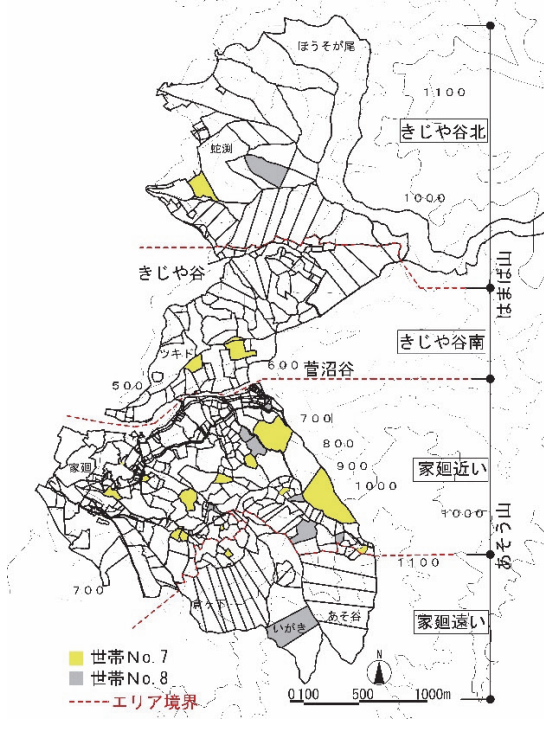 ほうそが尾
1100
きじや谷北
蛇渕
1000
きじや谷
はまば山
きじや谷南
ツキド
600
菅沼谷
500
700
800
家廻近い
900
家廻
1000
1000
あそう山
1100
700
あそ谷
家廻遠い
いがき
世帯No.7
世帯No.8
エリア境界
N
0 100 500 1000m